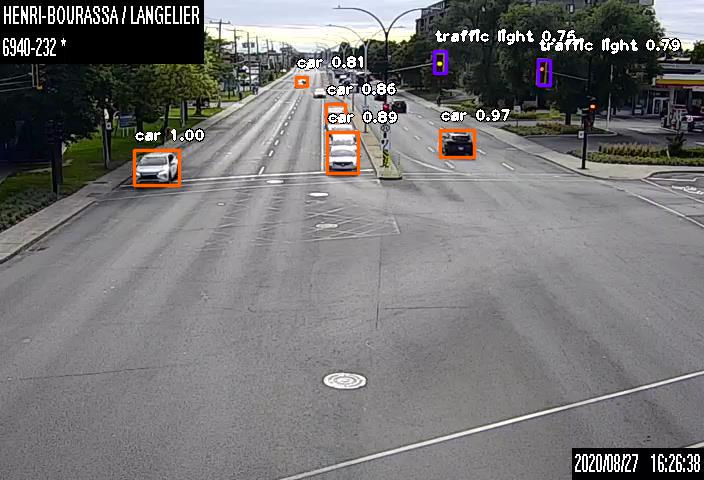 HENRI-BOURASSA / LANGELIER
6940-232 *
traffic light 0.76
traffic light 0.79
car 0.81
car 0.86
car 0.89
car 0.97
car 1.00
2020/08/27 16:26:38